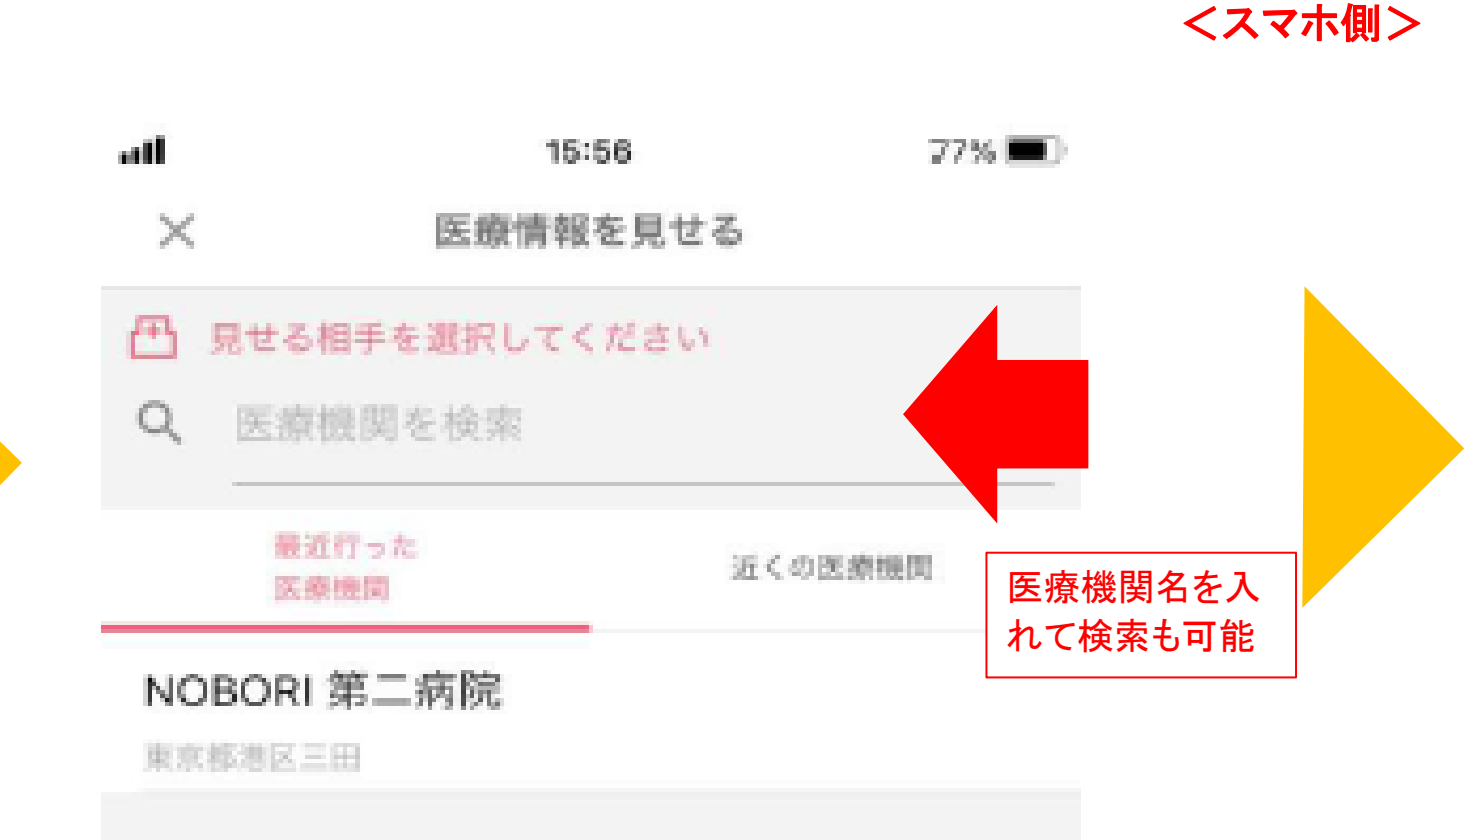 ＜スマホ側＞
15:56
77%
医療情報を見せる
見せる相手を選択してください
医療機関を検索
最近行った
医療機関
近くの医療機関
医療機関名を入
れて検索も可能
NOBORI 第二病院
東京都港区三田